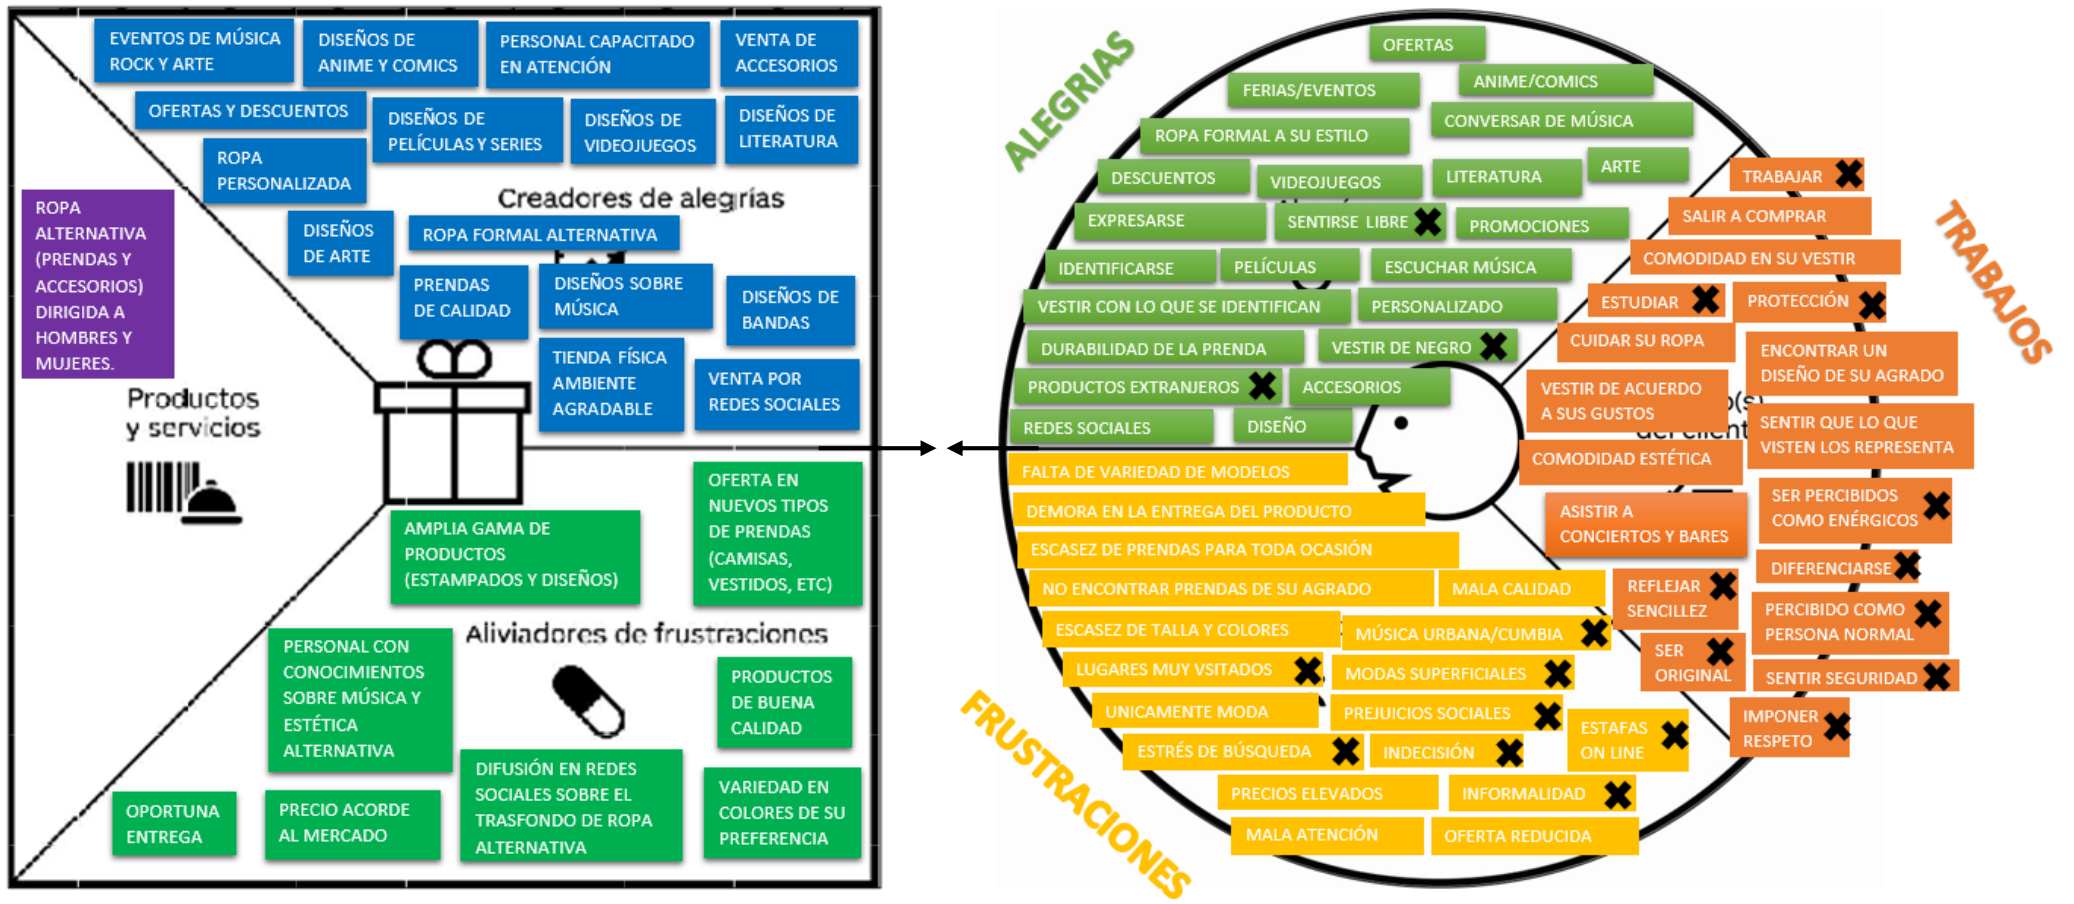 EVENTOS DE MÚSICA
ROCK Y ARTE
DISEÑOS DE
ANIME Y COMICS
PERSONAL CAPACITADO
EN ATENCIÓN
VENTA DE
ACCESORIOS
OFERTAS Y DESCUENTOS
DISEÑOS DE
PELÍCULAS Y SERIES
DISEÑOS DE
VIDEOJUEGOS
DISEÑOS DE
LITERATURA
ROPA
PERSONALIZADA
Creadores de alegrías
ROPA
ALTERNATIVA
(PRENDAS Y
ACCESORIOS)
DIRIGIDA A
HOMBRES Y
MUJERES.
DISEÑOS
DE ARTE
ROPA FORMAL ALTERNATIVA
PRENDAS
DE CALIDAD
DISEÑOS SOBRE
MÚSICA
DISEÑOS DE
BANDAS
TIENDA FÍSICA
AMBIENTE
AGRADABLE
VENTA POR
REDES SOCIALES
Productos
y servicios
AMPLIA GAMA DE
PRODUCTOS
(ESTAMPADOS Y DISEÑOS)
OFERTA EN
NUEVOS TIPOS
DE PRENDAS
(CAMISAS,
VESTIDOS, ETC)
Aliviadores de frustraciones
PERSONAL CON
CONOCIMIENTOS
SOBRE MÚSICA Y
ESTÉTICA
ALTERNATIVA
PRODUCTOS
DE BUENA
CALIDAD
OPORTUNA
ENTREGA
PRECIO ACORDE
AL MERCADO
DIFUSIÓN EN REDES
SOCIALES SOBRE EL
TRASFONDO DE ROPA
ALTERNATIVA
VARIEDAD EN
COLORES DE SU
PREFERENCIA
ALEGRIAS
OFERTAS
FERIAS/EVENTOS
ANIME/COMICS
ROPA FORMAL A SU ESTILO
CONVERSAR DE MÚSICA
DESCUENTOS
VIDEOJUEGOS
LITERATURA
ARTE
EXPRESARSE
SENTIRSE LIBRE
PROMOCIONES
IDENTIFICARSE
PELÍCULAS
ESCUCHAR MÚSICA
VESTIR CON LO QUE SE IDENTIFICAN
PERSONALIZADO
DURABILIDAD DE LA PRENDA
VESTIR DE NEGRO
PRODUCTOS EXTRANJEROS
ACCESORIOS
REDES SOCIALES
DISEÑO
TRABAJOS
TRABAJAR
SALIR A COMPRAR
COMODIDAD EN SU VESTIR
ESTUDIAR
PROTECCIÓN
CUIDAR SU ROPA
ENCONTRAR UN
DISEÑO DE SU AGRADO
VESTIR DE ACUERDO
A SUS GUSTOS
SENTIR QUE LO QUE
VISTEN LOS REPRESENTA
COMODIDAD ESTÉTICA
SER PERCIBIDOS
COMO ENÉRGICOS
ASISTIR A
CONCIERTOS Y BARES
DIFERENCIARSE
REFLEJAR
SENCILLEZ
PERCIBIDO COMO
PERSONA NORMAL
SER
ORIGINAL
SENTIR SEGURIDAD
IMPONER
RESPETO
FRUSTRACIONES
FALTA DE VARIEDAD DE MODELOS
DEMORA EN LA ENTREGA DEL PRODUCTO
ESCASEZ DE PRENDAS PARA TODA OCASIÓN
NO ENCONTRAR PRENDAS DE SU AGRADO
MALA CALIDAD
ESCASEZ DE TALLA Y COLORES
MÚSICA URBANA/CUMBIA
LUGARES MUY VSITADOS
MODAS SUPERFICIALES
UNICAMENTE MODA
PREJUICIOS SOCIALES
ESTAFAS
ON LINE
ESTRÉS DE BÚSQUEDA
INDECISIÓN
PRECIOS ELEVADOS
INFORMALIDAD
MALA ATENCIÓN
OFERTA REDUCIDA